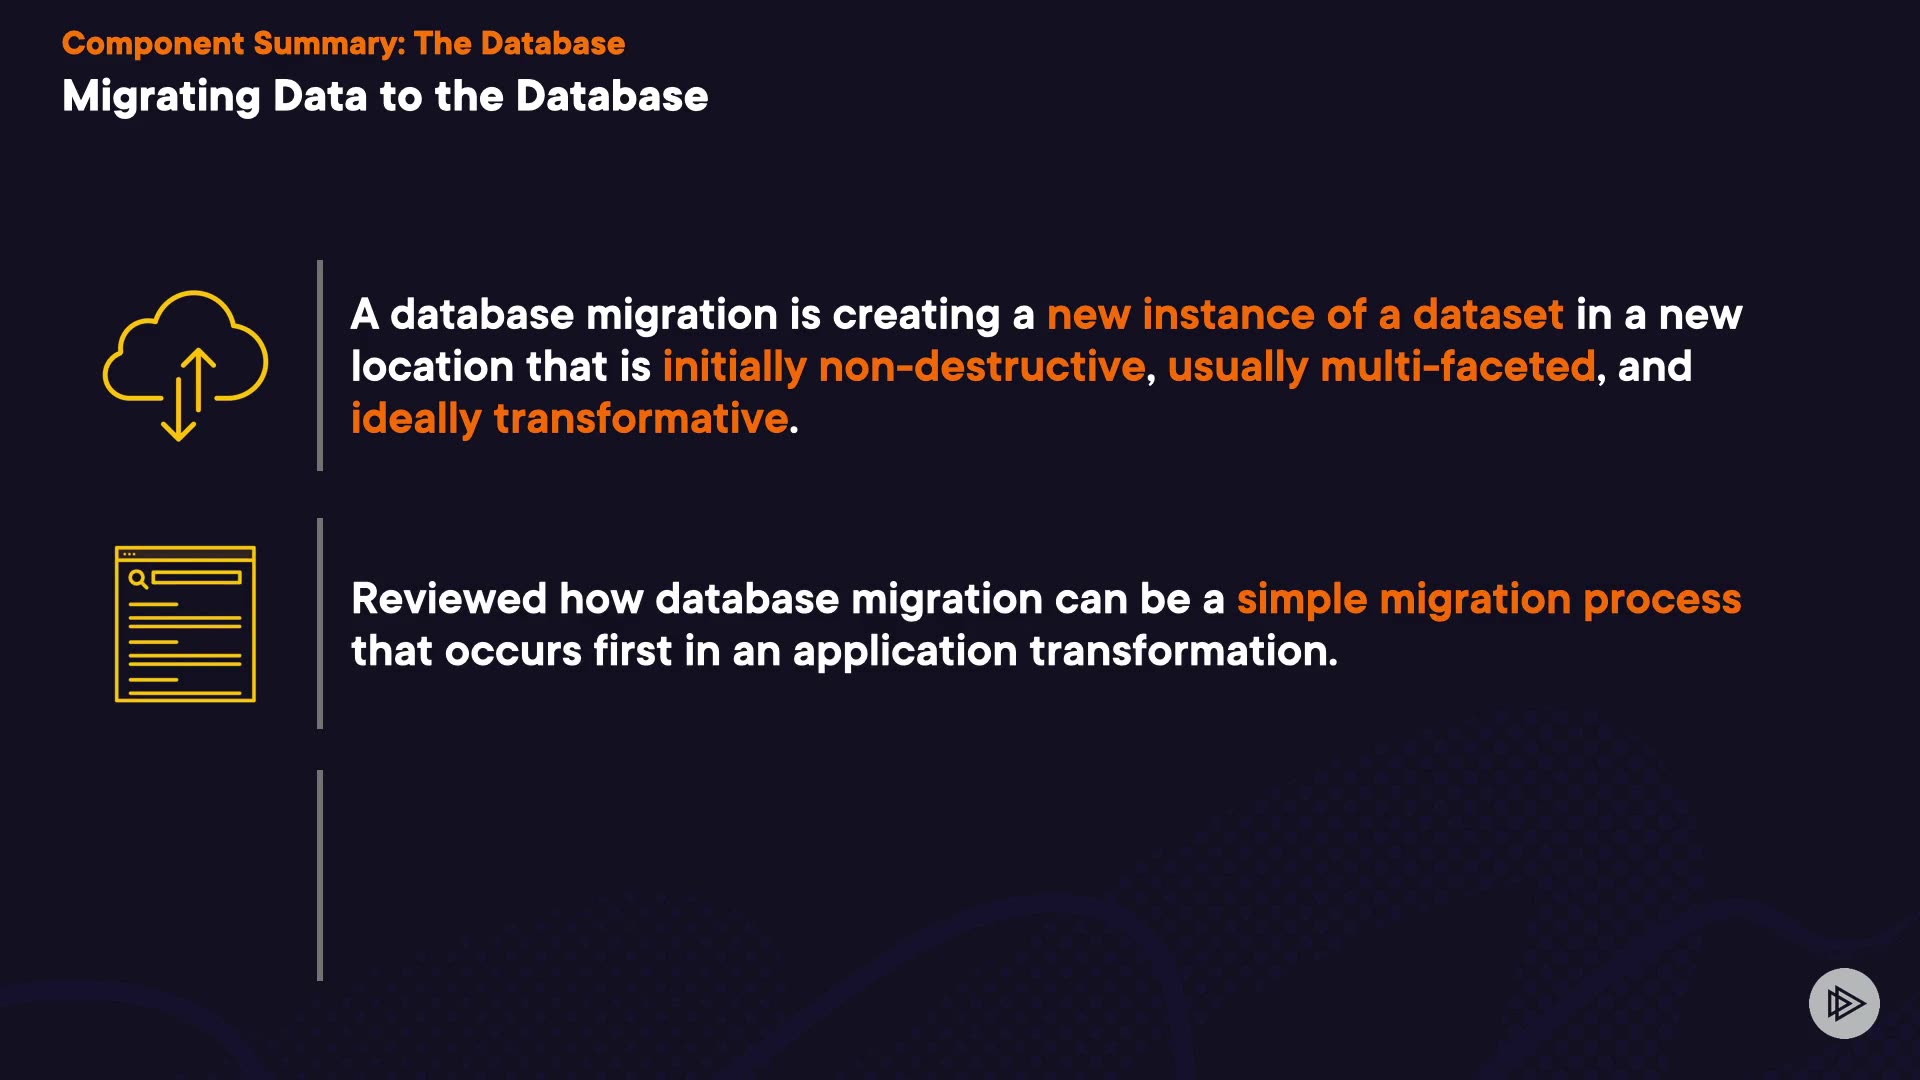 Component Summary: The Database
Migrating Data to the Database
A database migration is creating a new instance of a dataset in a new
location that is initially non-destructive, usually multi-faceted, and
ideally transformative.
Reviewed how database migration can be a simple migration process
that occurs first in an application transformation.